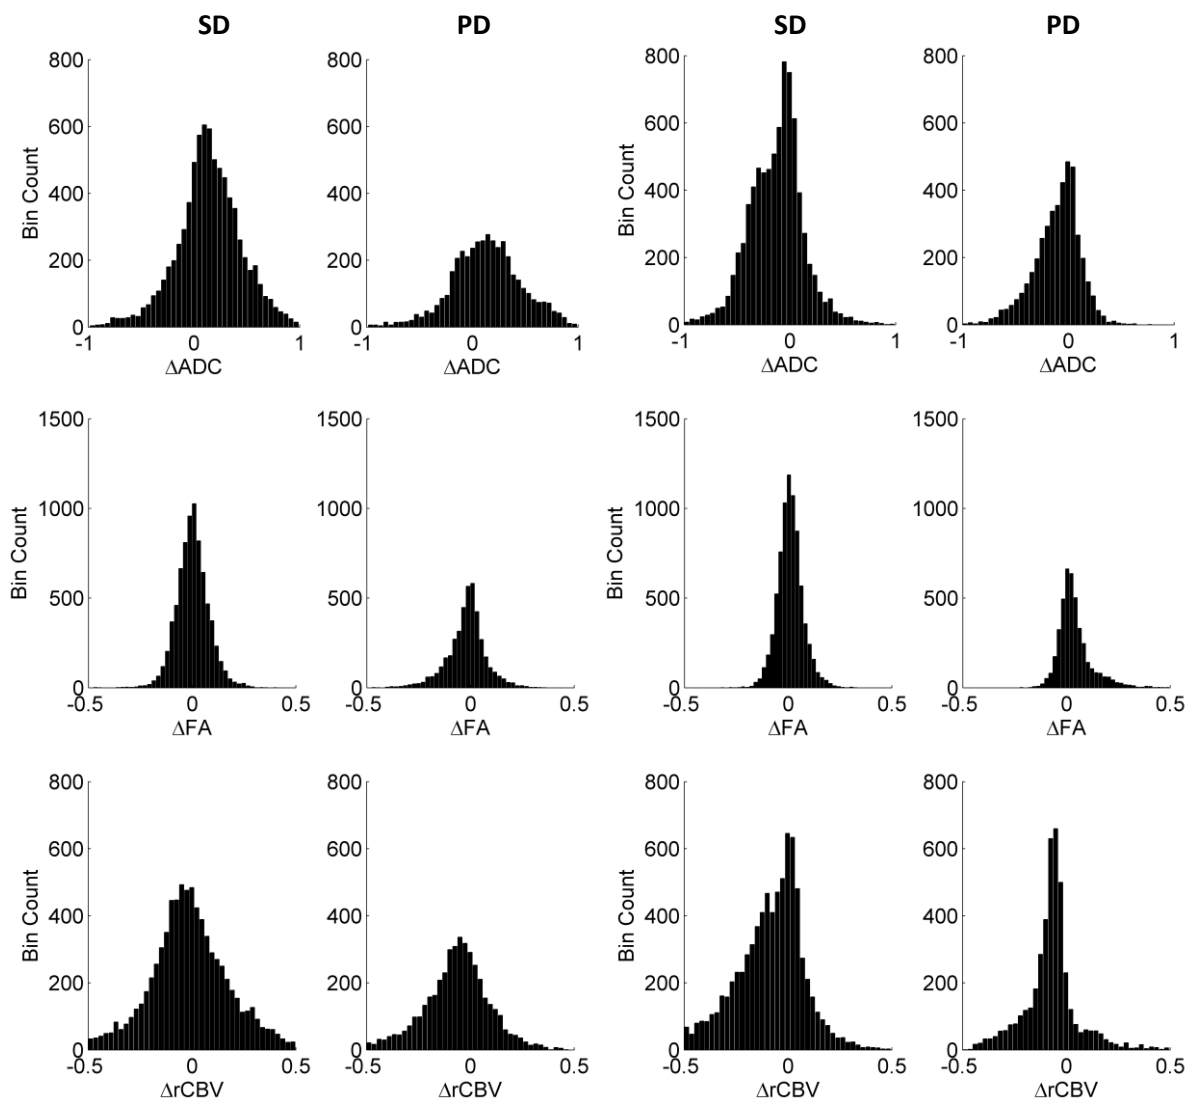 SD PD SD PD
800 800 800 800
600 600 600 600
400 400 400 400
200 200 200 200
0 0 0 0
Bin Count Bin Count
-1 0 1 -1 0 1 -1 0 1 -1 0 1
ΔADC ΔADC ΔADC ΔADC
1500 1500 1500 1500
1000 1000 1000 1000
500 500 500 500
0 0 0 0
Bin Count Bin Count
-0.5 0 0.5 -0.5 0 0.5 -0.5 0 0.5 -0.5 0 0.5
ΔFA ΔFA ΔFA ΔFA
800 800 800 800
600 600 600 600
400 400 400 400
200 200 200 200
0 0 0 0
Bin Count Bin Count
-0.5 0 0.5 -0.5 0 0.5 -0.5 0 0.5 -0.5 0 0.5
ΔrCBV ΔrCBV ΔrCBV ΔrCBV